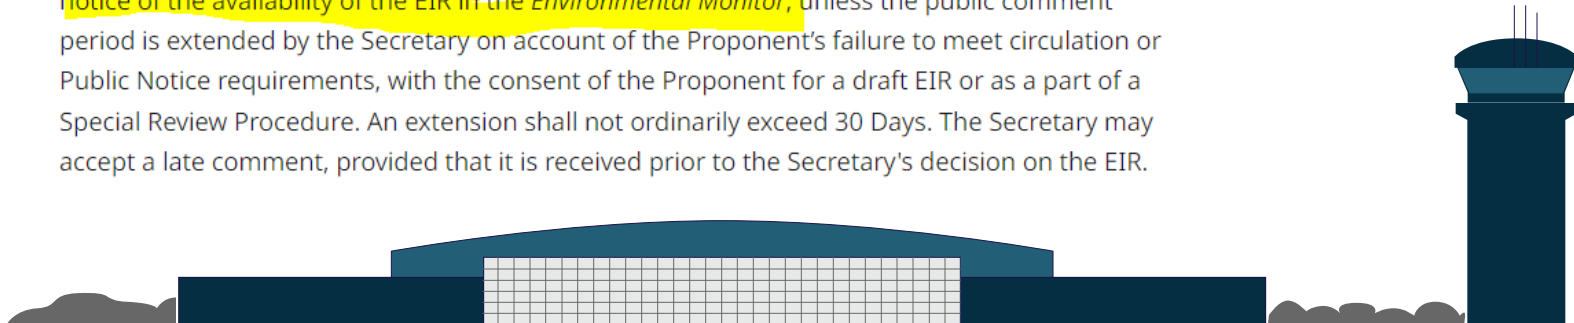 notice of the availability of the EIR in the Environmental Monitor, unless the public comment
period is extended by the Secretary on account of the Proponent’s failure to meet circulation or
Public Notice requirements, with the consent of the Proponent for a draft EIR or as a part of a
Special Review Procedure. An extension shall not ordinarily exceed 30 Days. The Secretary may
accept a late comment, provided that it is received prior to the Secretary's decision on the EIR.